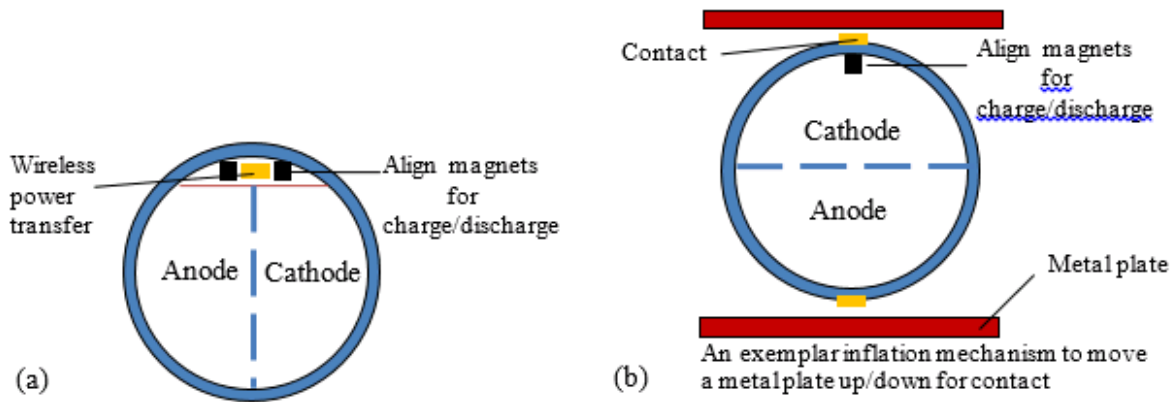 Wireless
power
transfer
Align magnets
for
charge/discharge
Anode
Cathode
(a)
Contact
Align magnets
for
charge/discharge
Cathode
Anode
Metal plate
An exemplar inflation mechanism to move
a metal plate up/down for contact
(b)